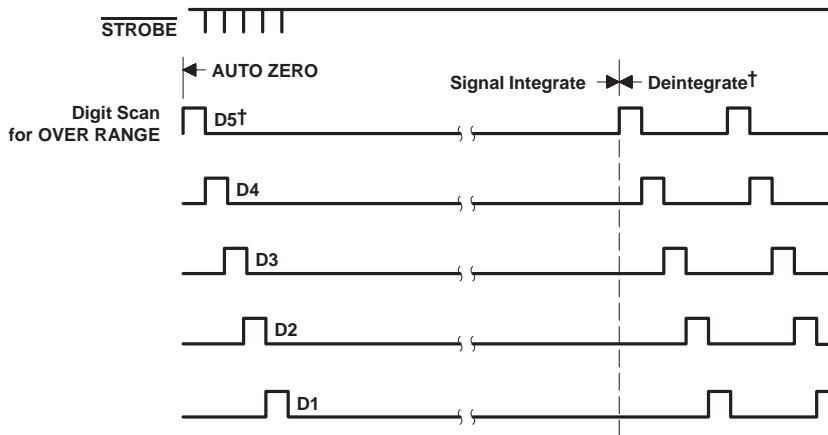 STROBE
AUTO ZERO
Signal Integrate
Deintegrate†
Digit Scan
for OVER RANGE
D5†
D4
D3
D2
D1